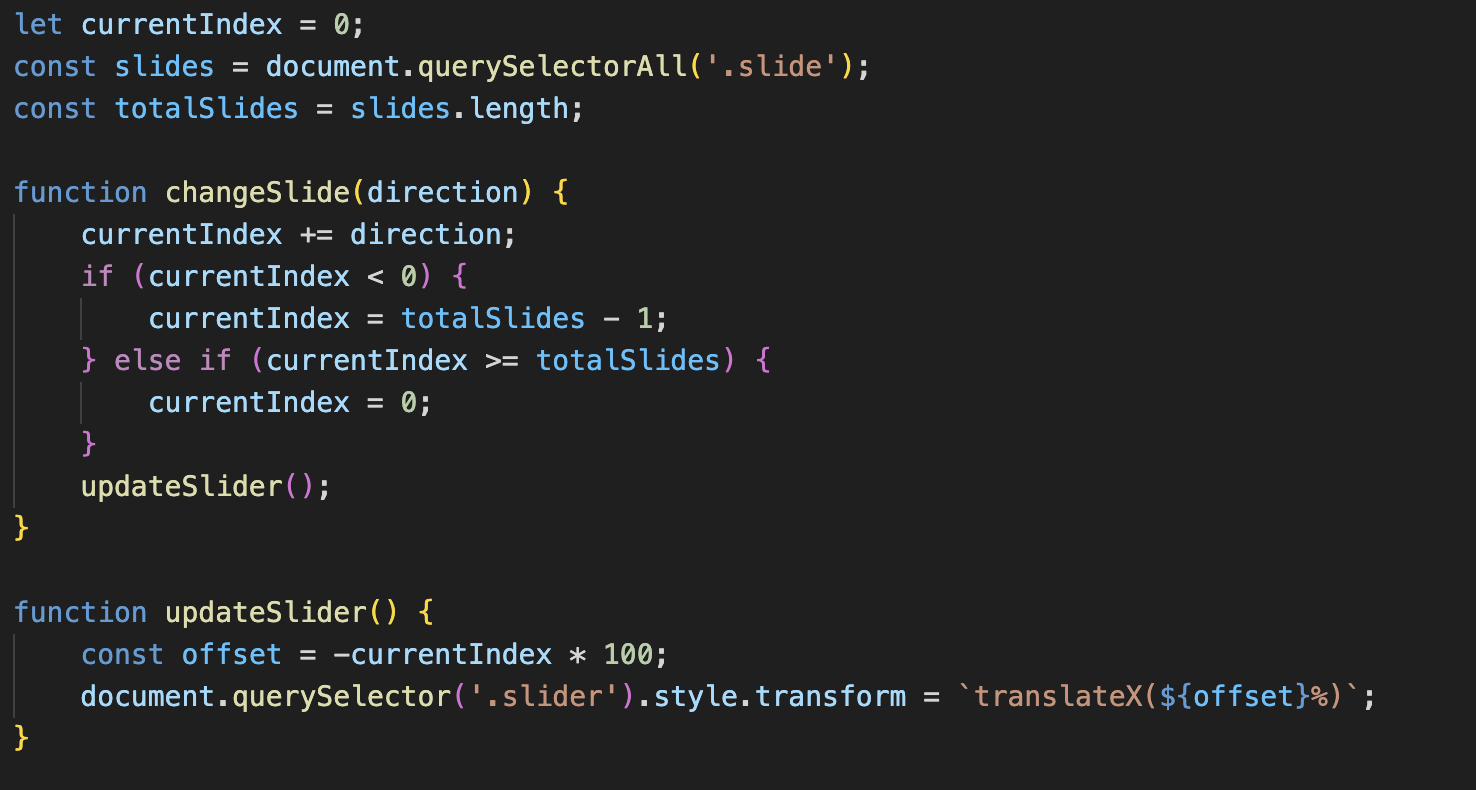 let currentIndex = 0;
const slides = document.querySelectorAll('.slide');
const totalSlides = slides.length;

function changeSlide(direction) {
    currentIndex += direction;
    if (currentIndex < 0) {
        currentIndex = totalSlides - 1;
    } else if (currentIndex >= totalSlides) {
        currentIndex = 0;
    }
    updateSlider();
}

function updateSlider() {
    const offset = -currentIndex * 100;
    document.querySelector('.slider').style.transform = `translateX(${offset}%)`;
}